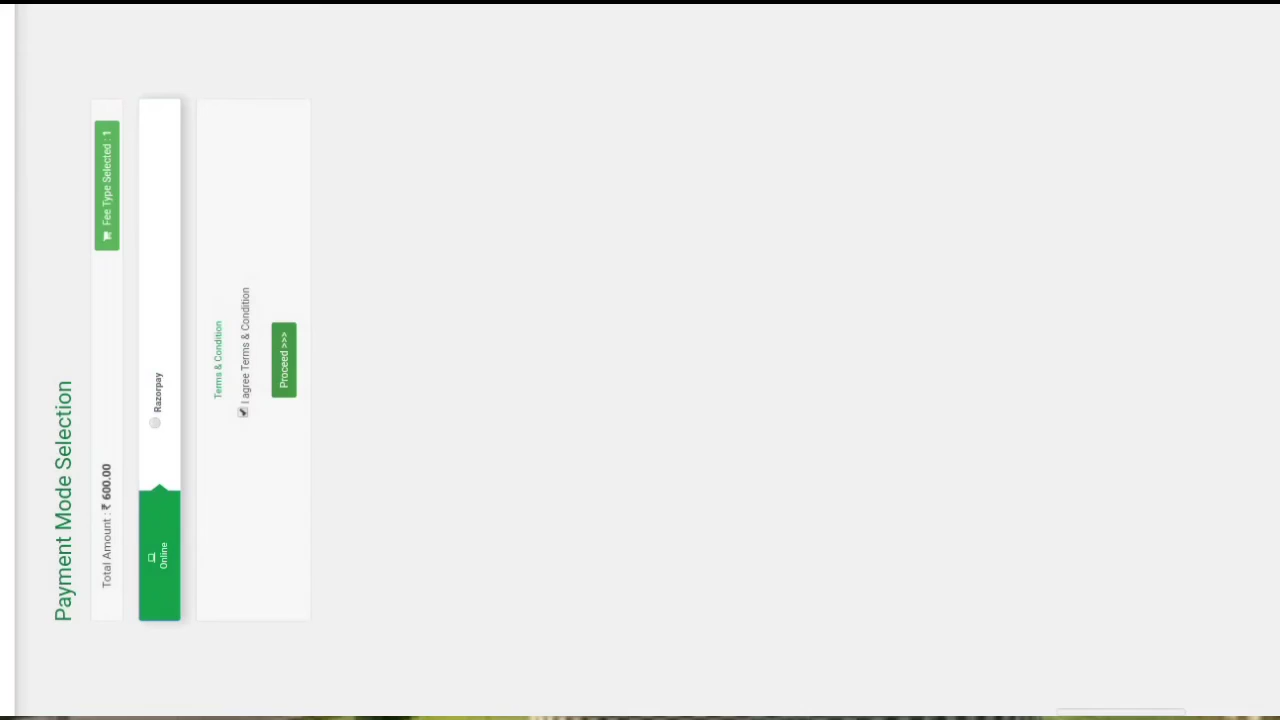 Payment Mode Selection
Total Amount : ₹ 600.00
Fee Type Selected : 1
Online
Razorpay
Terms & Condition
I agree Terms & Condition
Proceed >>>